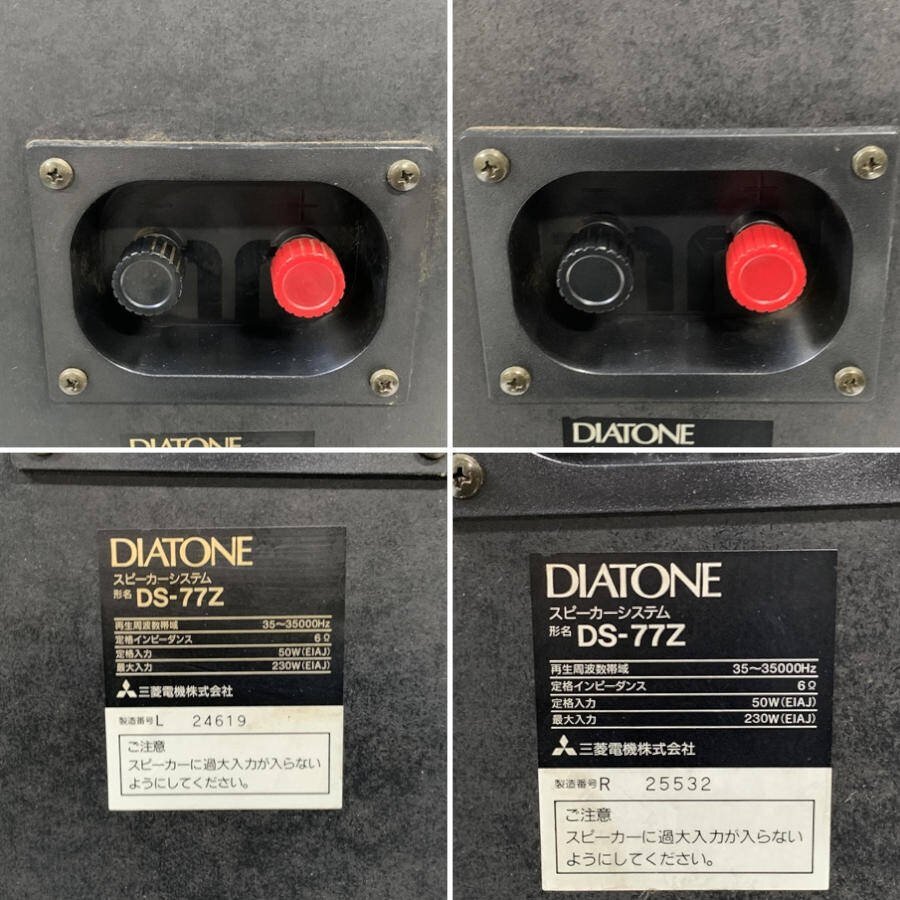 − +
− +
DIATONE
DIATONE
DIATONE
スピーカーシステム
形名 DS-77Z
再生周波数帯域 35〜35000Hz
定格インピーダンス 6Ω
定格入力 50W(EIAJ)
最大入力 230W(EIAJ)
三菱電機株式会社
製造番号 L 24619
ご注意
スピーカーに過大入力が入らない
ようにしてください。
DIATONE
スピーカーシステム
形名 DS-77Z
再生周波数帯域 35〜35000Hz
定格インピーダンス 6Ω
定格入力 50W(EIAJ)
最大入力 230W(EIAJ)
三菱電機株式会社
製造番号 R 25532
ご注意
スピーカーに過大入力が入らない
ようにしてください。